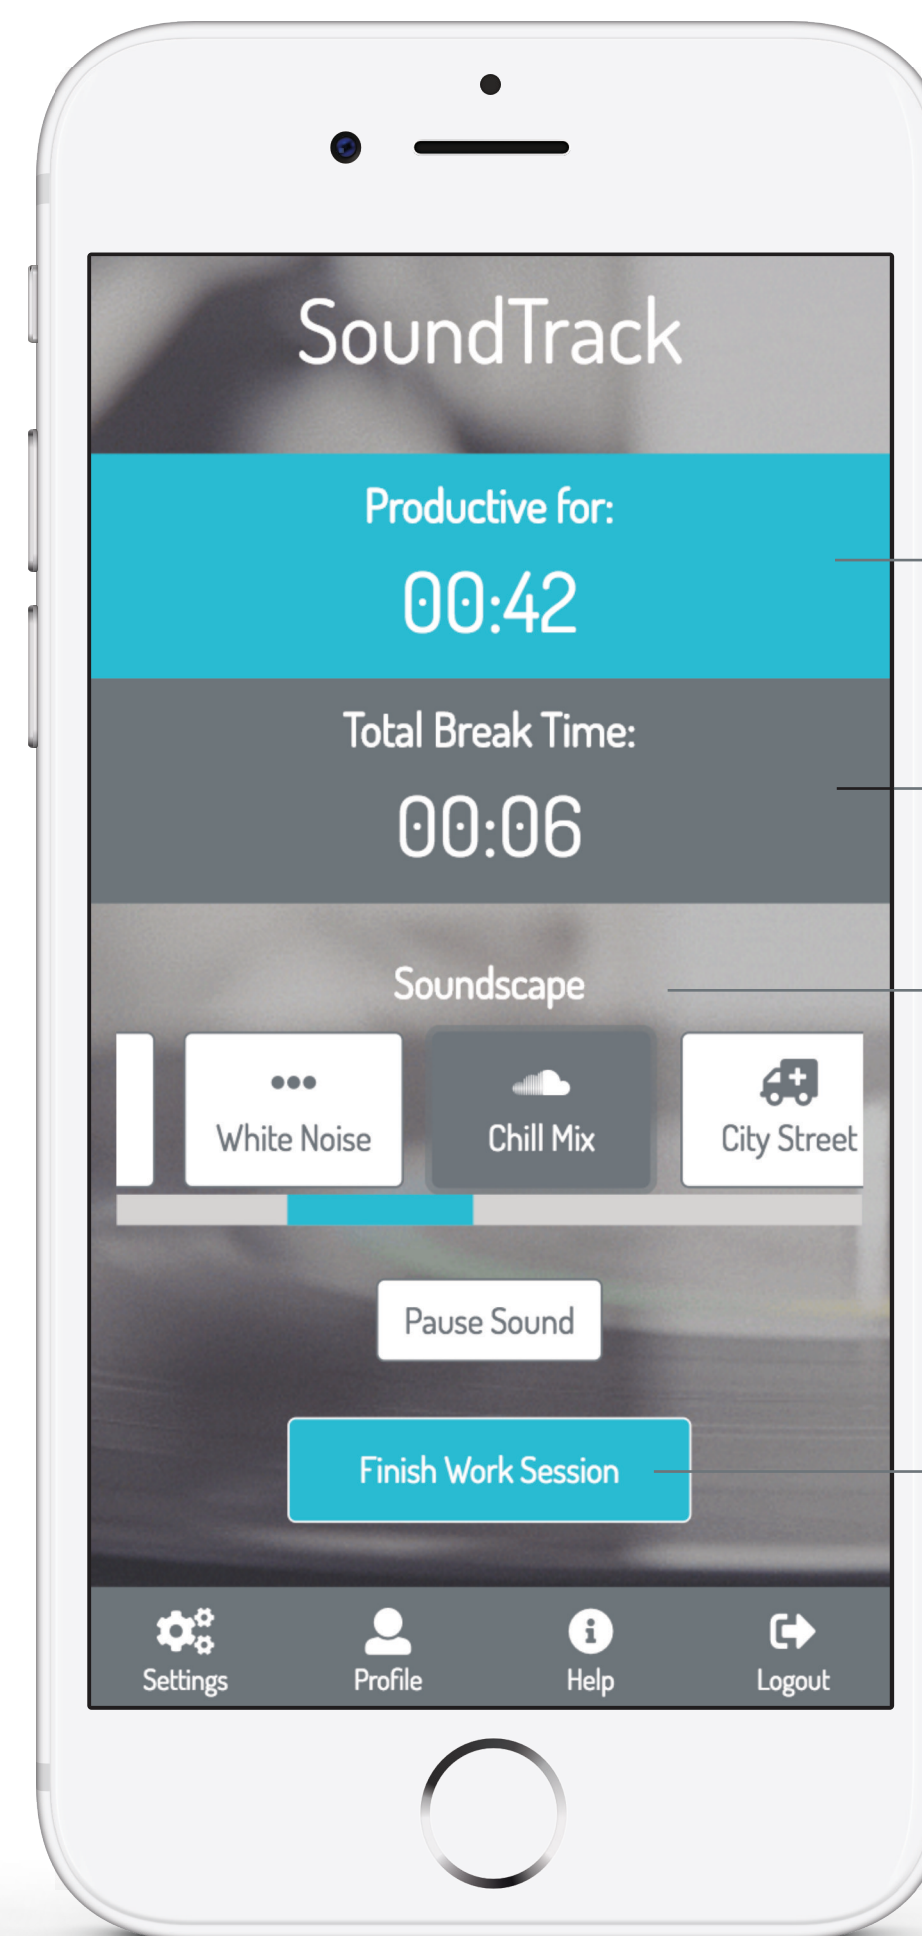 SoundTrack
Productive for:
00:42
Total Break Time:
00:06
Soundscape
White Noise
Chill Mix
City Street
Pause Sound
Finish Work Session
Settings
Profile
Help
Logout